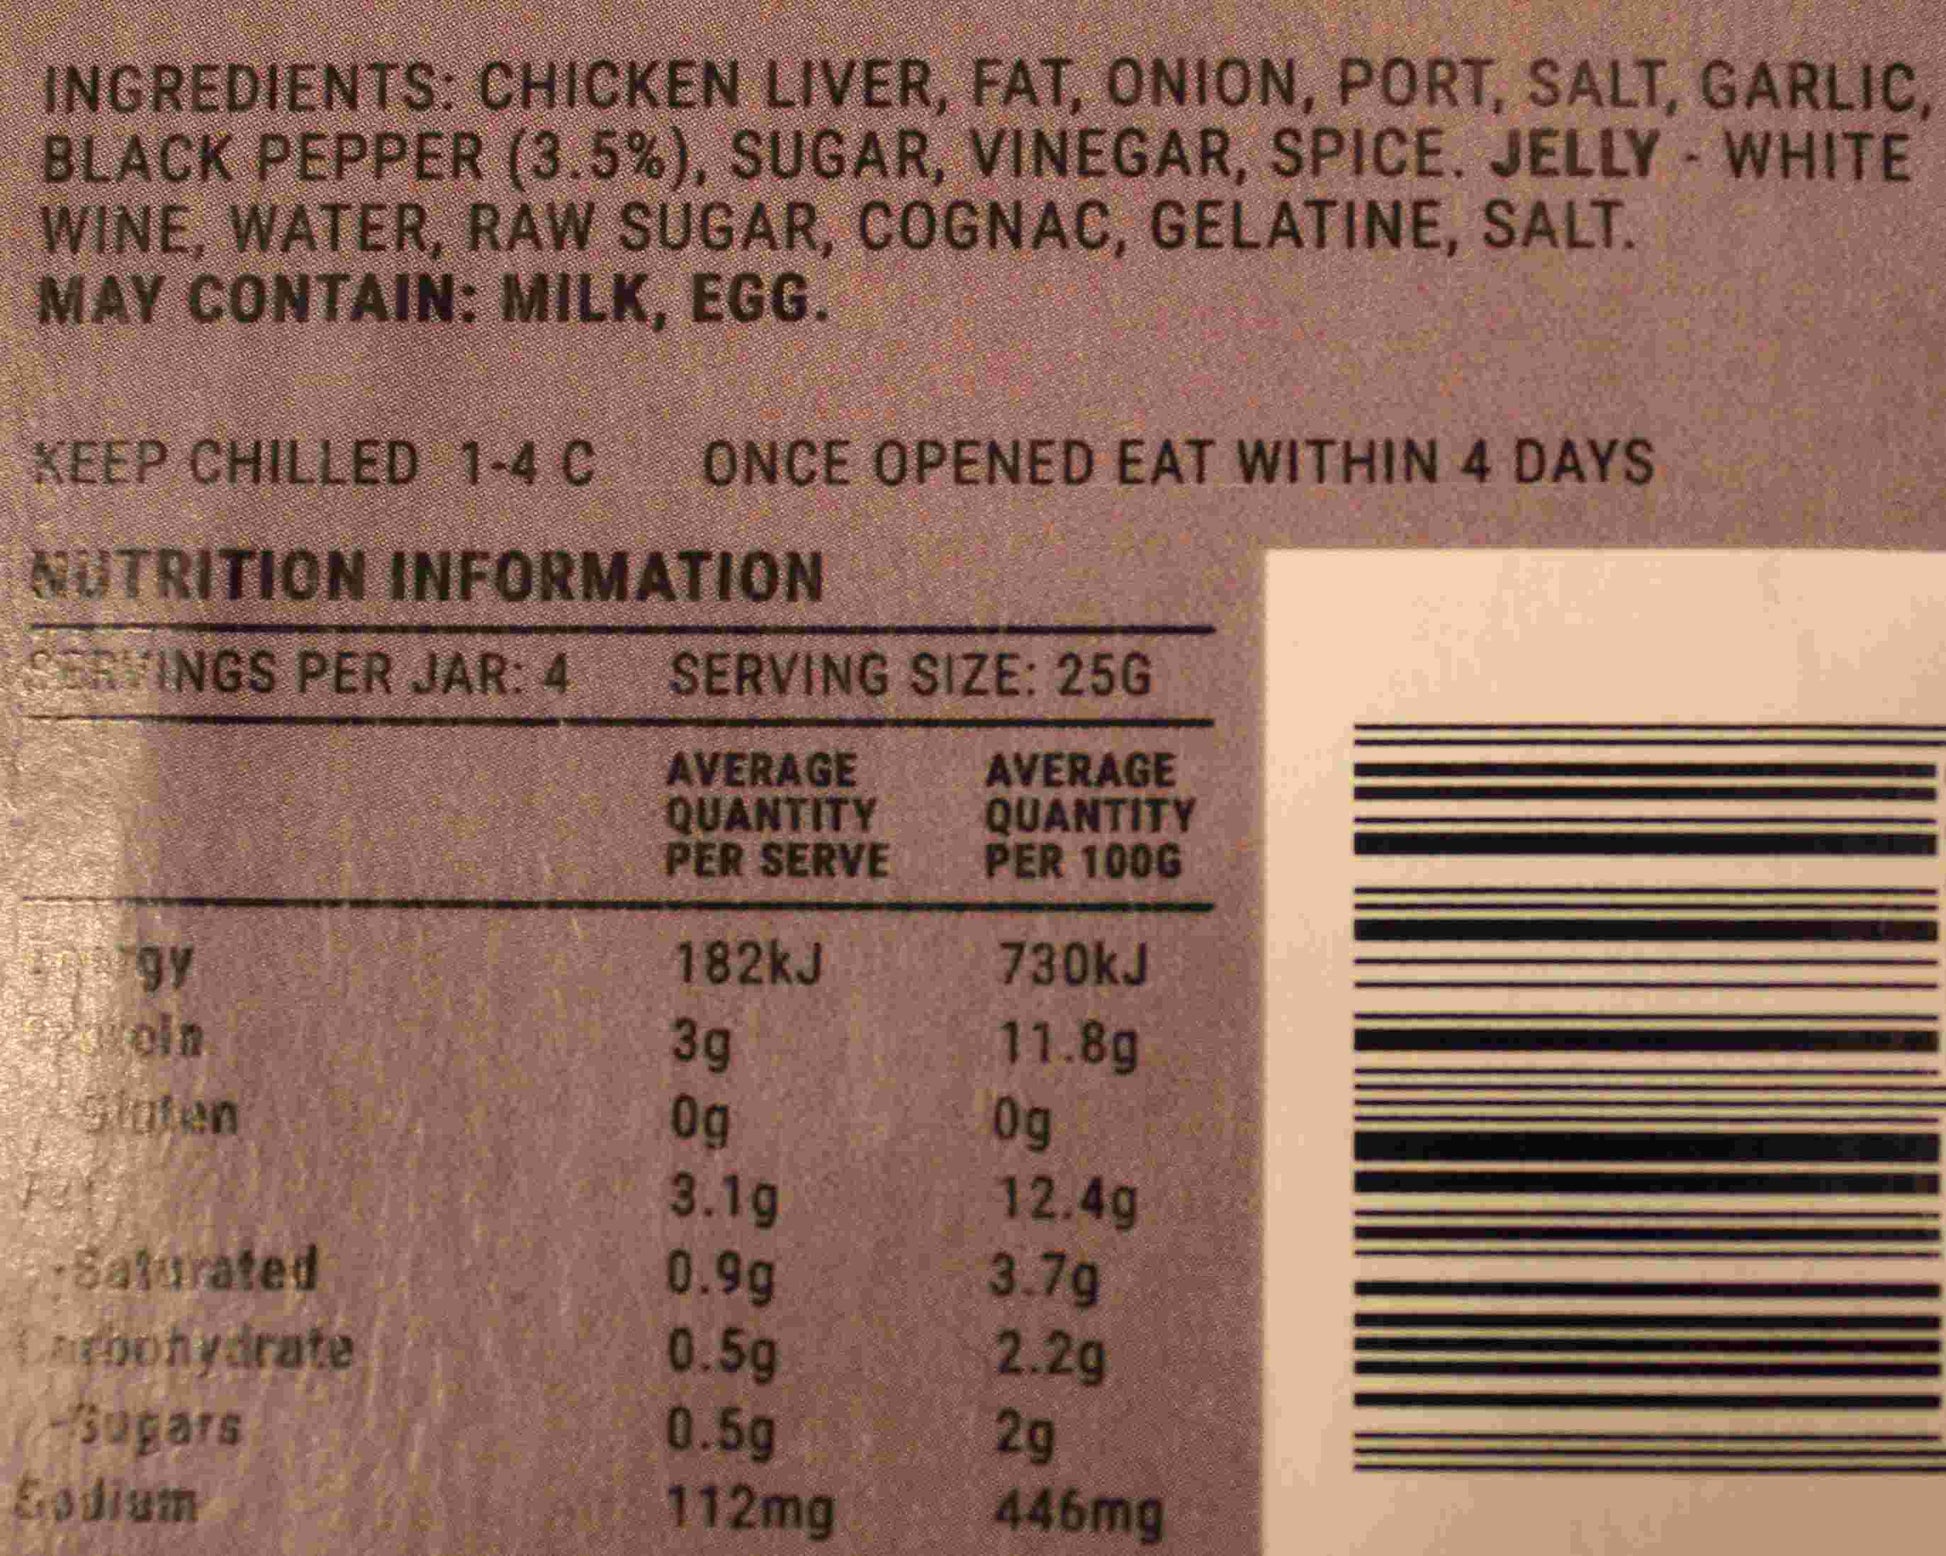 INGREDIENTS: CHICKEN LIVER, FAT, ONION, PORT, SALT, GARLIC,
BLACK PEPPER (3.5%), SUGAR, VINEGAR, SPICE. JELLY - WHITE
WINE, WATER, RAW SUGAR, COGNAC, GELATINE, SALT.
MAY CONTAIN: MILK, EGG.
KEEP CHILLED 1-4 C ONCE OPENED EAT WITHIN 4 DAYS
NUTRITION INFORMATION
SERVINGS PER JAR: 4 SERVING SIZE: 25G
AVERAGE AVERAGE
QUANTITY QUANTITY
PER SERVE PER 100G
Energy 182kJ 730kJ
Protein 3g 11.8g
Gluten 0g 0g
Fat 3.1g 12.4g
-Saturated 0.9g 3.7g
Carbohydrate 0.5g 2.2g
-Sugars 0.5g 2g
Sodium 112mg 446mg